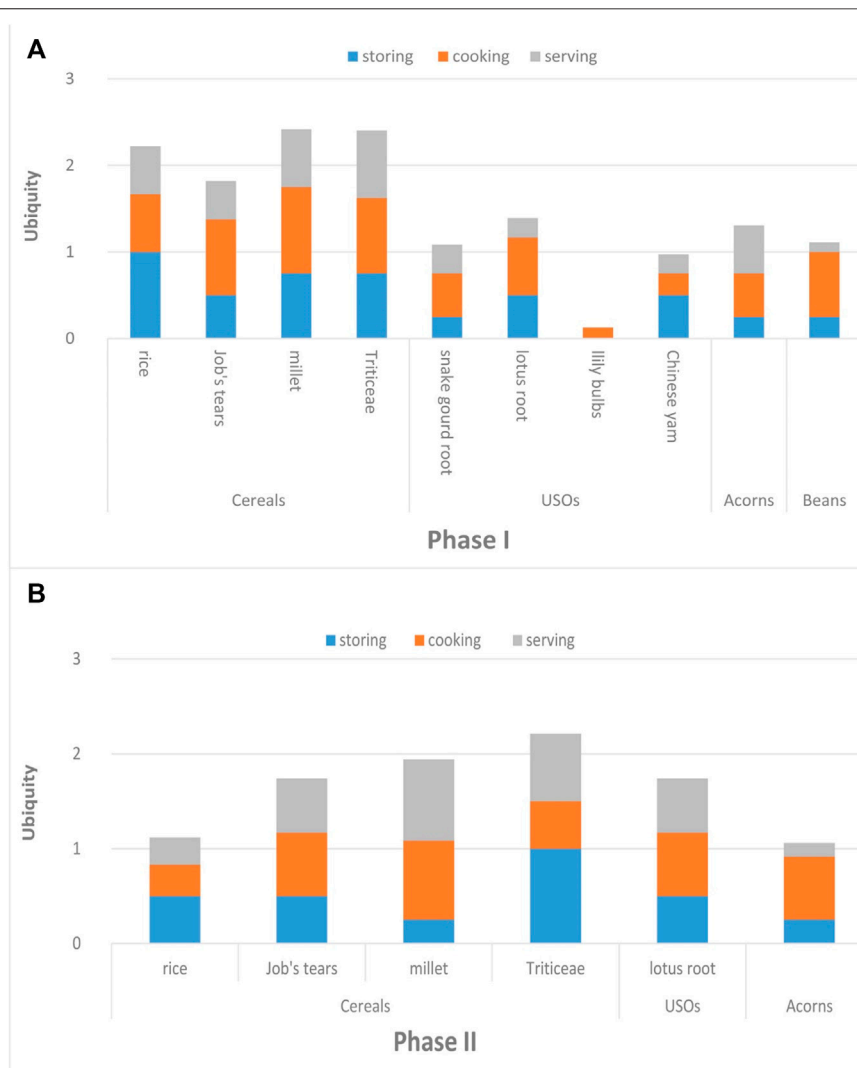 A
storing cooking serving
3
2
1
0
Ubiquity
rice
Job's tears
millet
Triticeae
snake gourd root
lotus root
llily bulbs
Chinese yam
Cereals USOs Acorns Beans
Phase I
B
storing cooking serving
3
2
1
0
Ubiquity
rice Job's tears millet Triticeae lotus root
Cereals USOs Acorns
Phase II